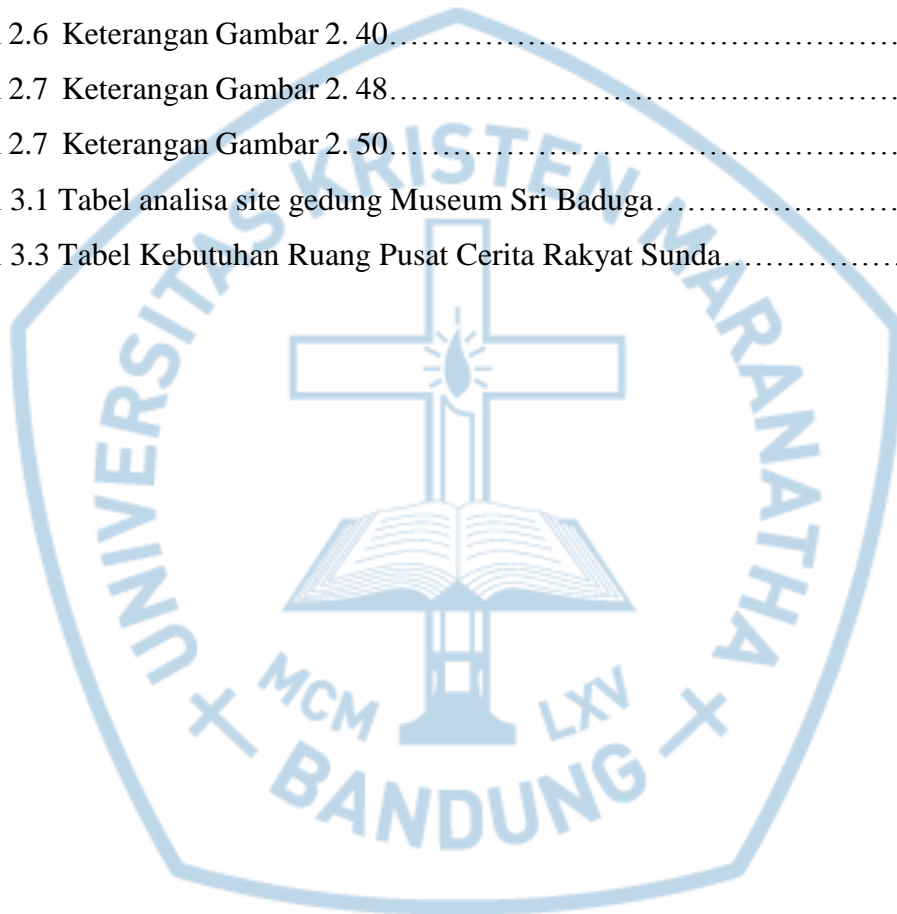 2.6 Keterangan Gambar 2. 40……………………………………………
2.7 Keterangan Gambar 2. 48……………………………………………
2.7 Keterangan Gambar 2. 50……………………………………………
3.1 Tabel analisa site gedung Museum Sri Baduga……………………
3.3 Tabel Kebutuhan Ruang Pusat Cerita Rakyat Sunda………………
UNIVERSITAS KRISTEN MARANATHA
MCM LXV
BANDUNG